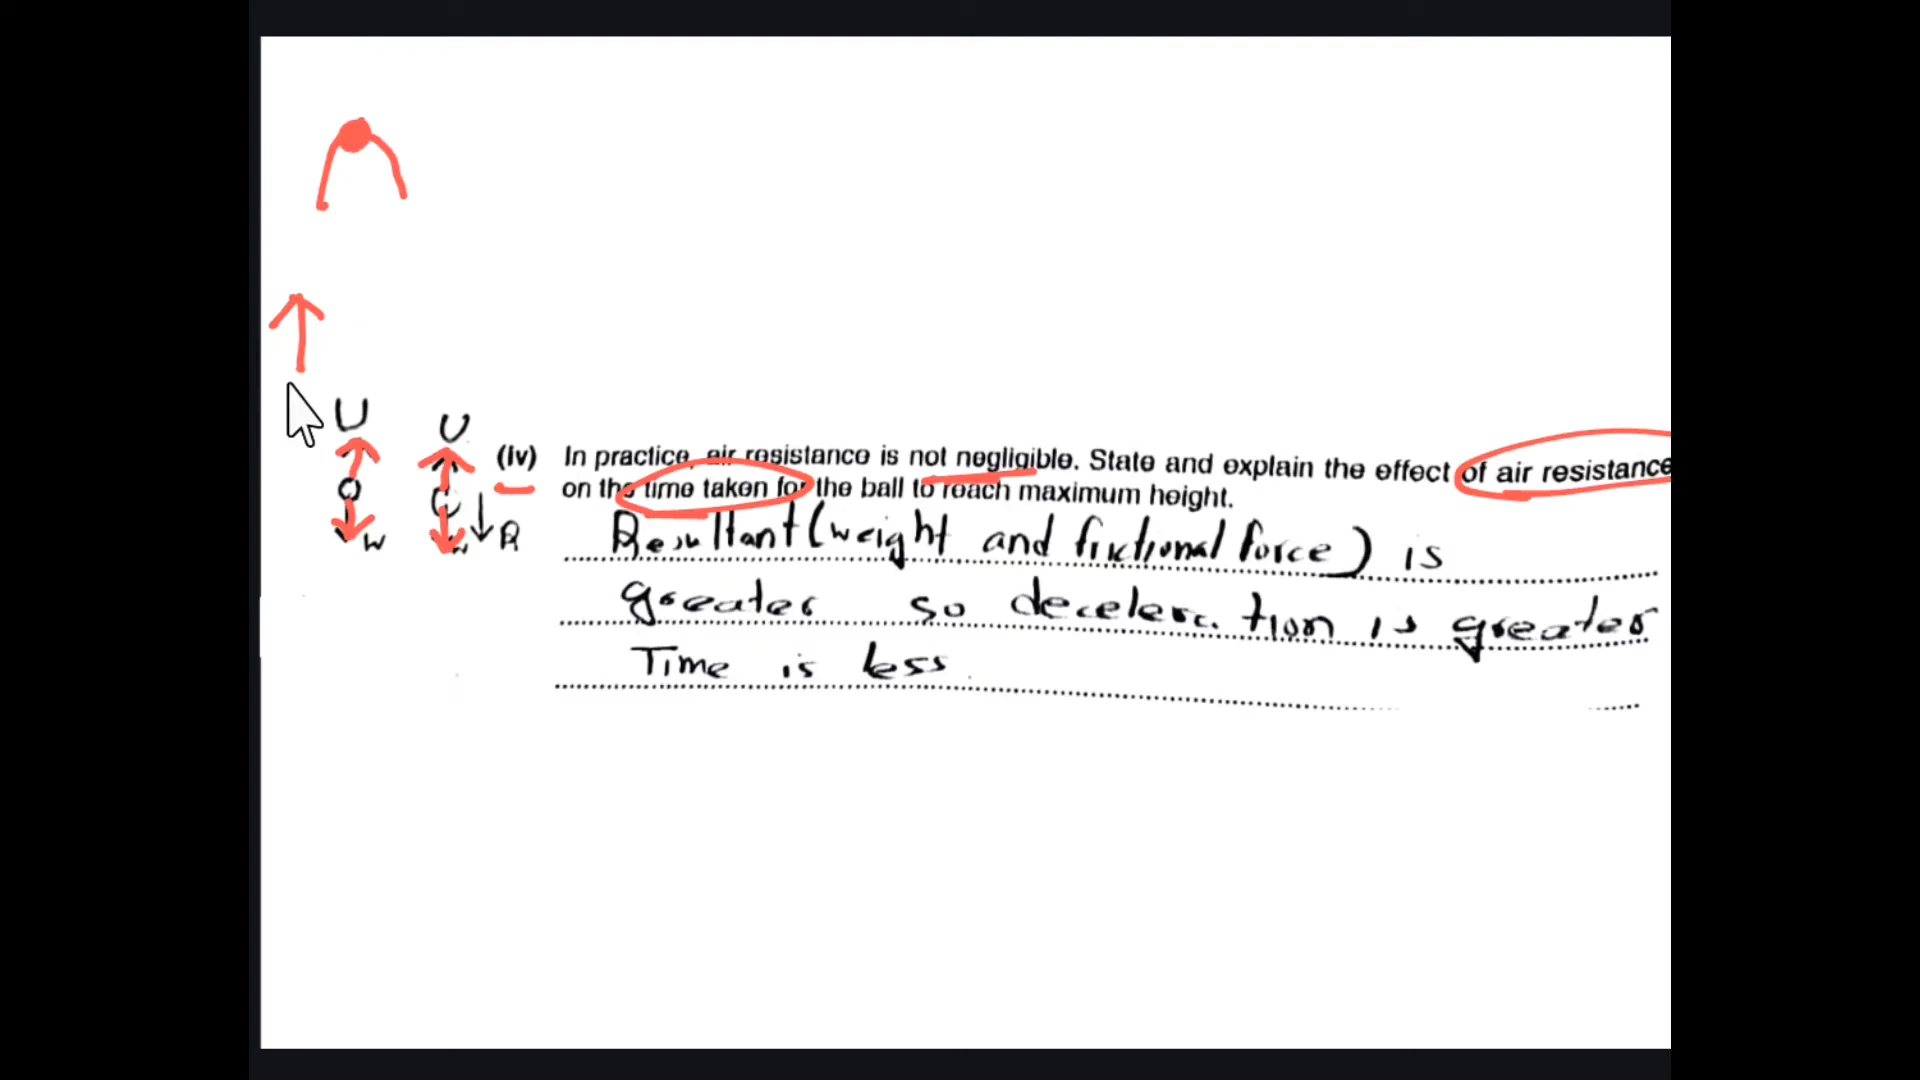 U U
(iv) In practice, air resistance is not negligible. State and explain the effect of air resistance
on the time taken for the ball to reach maximum height.
W W R
Resultant (weight and frictional force) is
greater so deceleration is greater
Time is less.